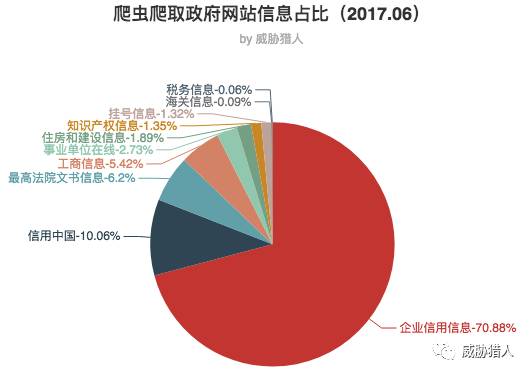 爬虫爬取政府网站信息占比（2017.06）
by 威胁猎人
税务信息-0.06%
海关信息-0.09%
挂号信息-1.32%
知识产权信息-1.35%
住房和建设信息-1.89%
事业单位在线-2.73%
工商信息-5.42%
最高法院文书信息-6.2%
信用中国-10.06%
企业信用信息-70.88%
威胁猎人